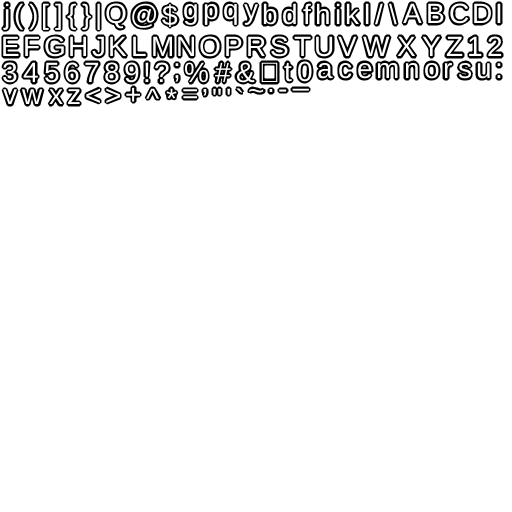 j()[]{}|Q@$gpqybdfhikl/\ABCDI
EFGHJKLMNOPRSTUVWXYZ12
3456789!?;%#&□t0acemnorsu:
vwxz<>+^*=,"'`~.-—